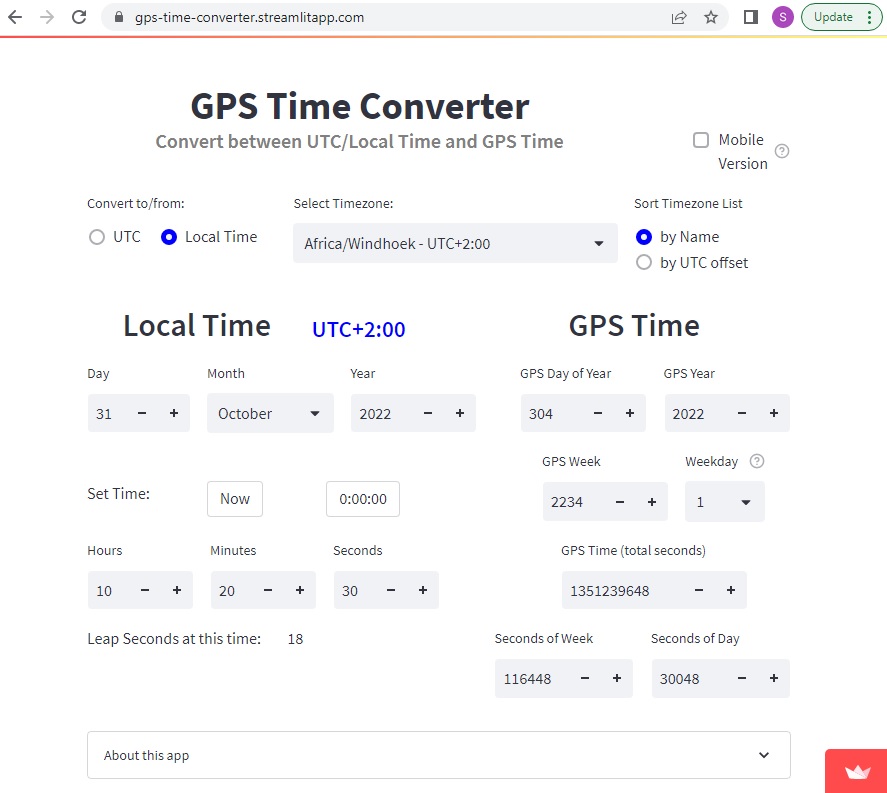 gps-time-converter.streamlitapp.com
S
Update
GPS Time Converter
Convert between UTC/Local Time and GPS Time
Mobile
Version
?
Convert to/from:
Select Timezone:
Sort Timezone List
UTC
Local Time
Africa/Windhoek - UTC+2:00
by Name
by UTC offset
Local Time
UTC+2:00
GPS Time
Day
Month
Year
GPS Day of Year
GPS Year
31 − +
October
2022 − +
304 − +
2022 − +
GPS Week
Weekday ?
Set Time:
Now
0:00:00
2234 − +
1
Hours
Minutes
Seconds
GPS Time (total seconds)
10 − +
20 − +
30 − +
1351239648 − +
Leap Seconds at this time: 18
Seconds of Week
Seconds of Day
116448 − +
30048 − +
About this app